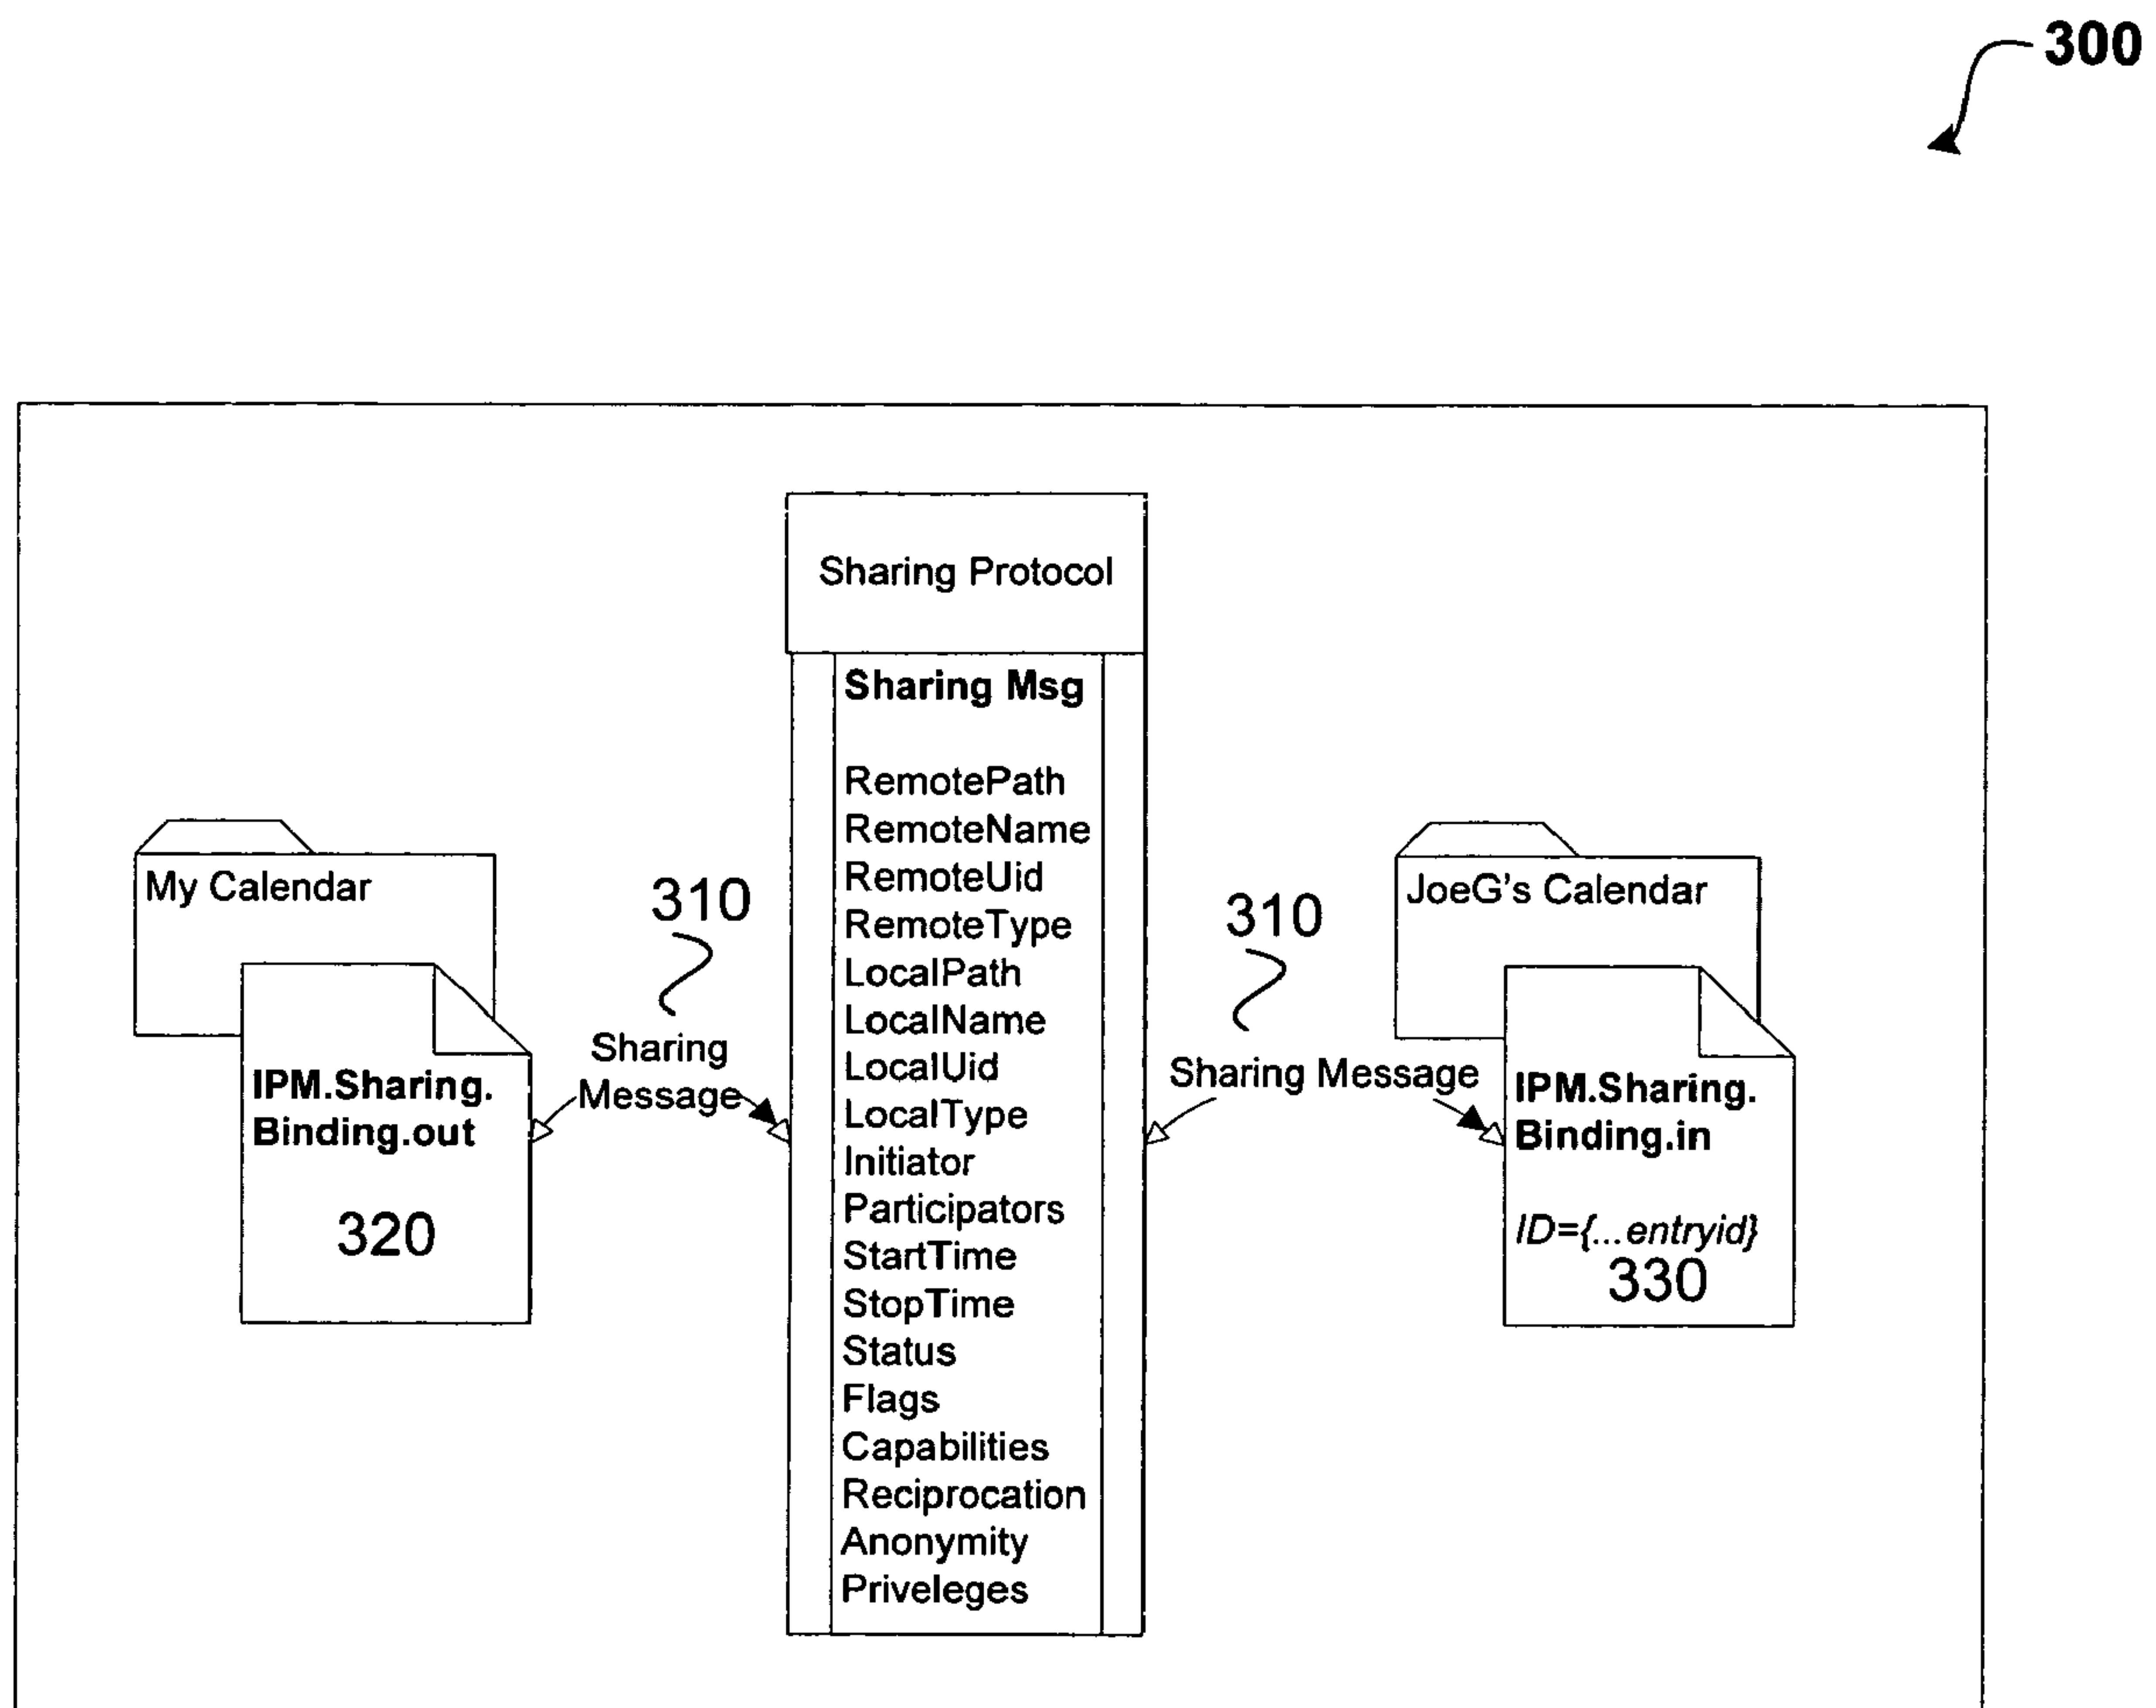 300
Sharing Protocol
Sharing Msg
RemotePath
RemoteName
RemoteUid
RemoteType
LocalPath
LocalName
LocalUid
LocalType
Initiator
Participators
StartTime
StopTime
Status
Flags
Capabilities
Reciprocation
Anonymity
Priveleges
My Calendar
IPM.Sharing.
Binding.out
320
310
Sharing
Message
310
Sharing Message
JoeG's Calendar
IPM.Sharing.
Binding.in
ID={...entryid}
330